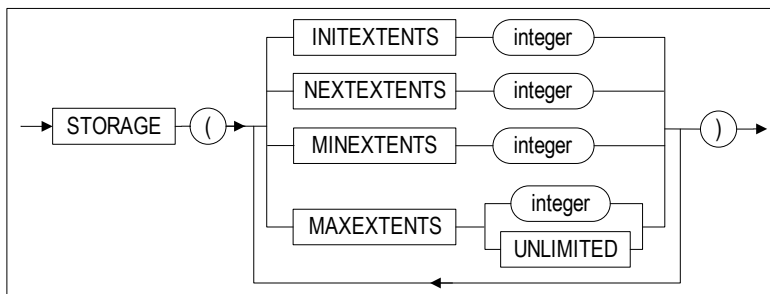 INITEXTENTS integer
NEXTEXTENTS integer
STORAGE ( )
MINEXTENTS integer
integer
MAXEXTENTS
UNLIMITED